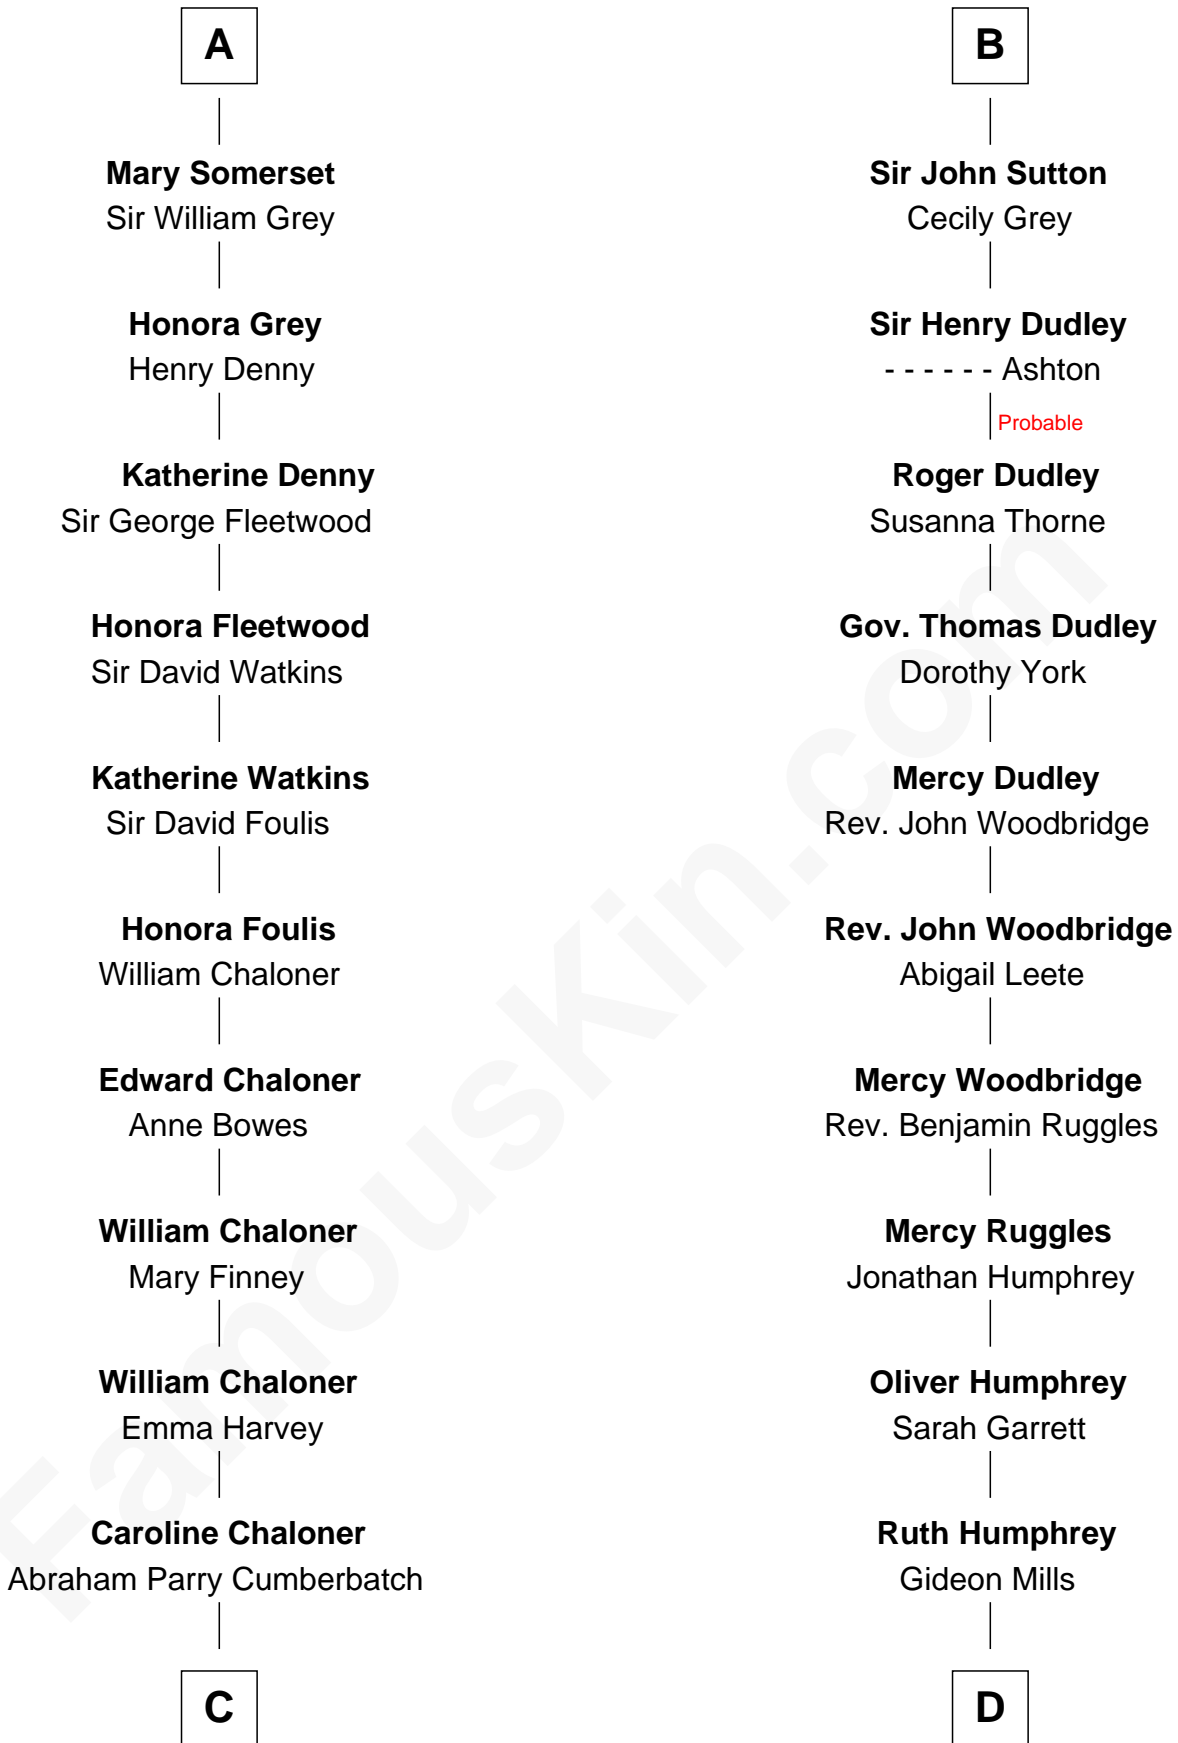 A
Mary Somerset
Sir William Grey
Honora Grey
Henry Denny
Katherine Denny
Sir George Fleetwood
Honora Fleetwood
Sir David Watkins
Katherine Watkins
Sir David Foulis
Honora Foulis
William Chaloner
Edward Chaloner
Anne Bowes
William Chaloner
Mary Finney
William Chaloner
Emma Harvey
Caroline Chaloner
Abraham Parry Cumberbatch
C
B
Sir John Sutton
Cecily Grey
Sir Henry Dudley
- - - - - - Ashton
Probable
Roger Dudley
Susanna Thorne
Gov. Thomas Dudley
Dorothy York
Mercy Dudley
Rev. John Woodbridge
Rev. John Woodbridge
Abigail Leete
Mercy Woodbridge
Rev. Benjamin Ruggles
Mercy Ruggles
Jonathan Humphrey
Oliver Humphrey
Sarah Garrett
Ruth Humphrey
Gideon Mills
D
FamousKin.com